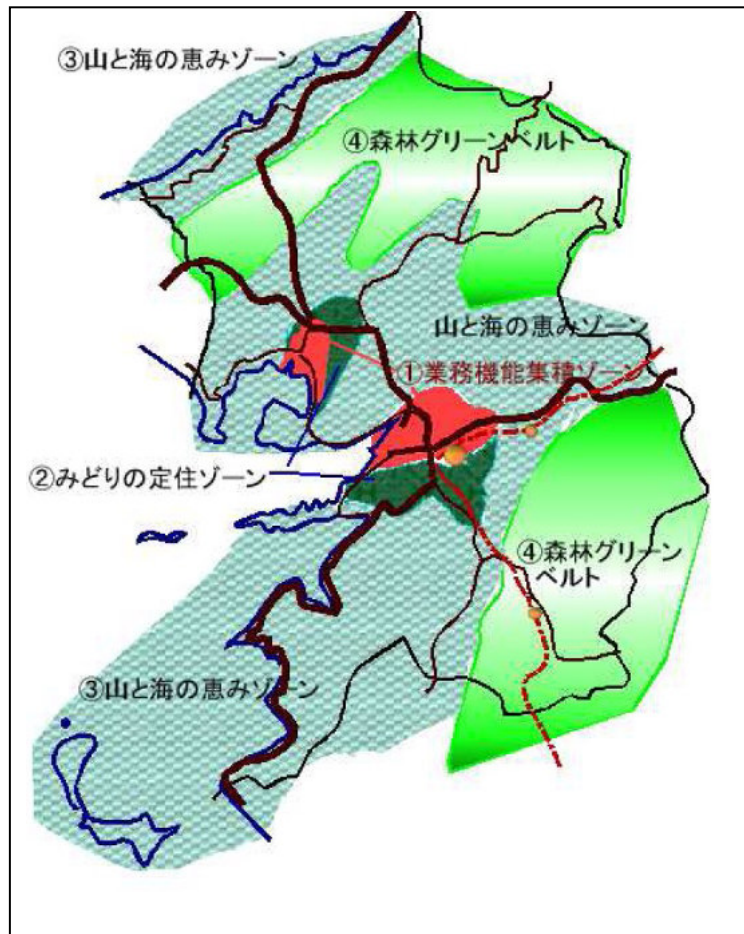 ③山と海の恵みゾーン
④森林グリーンベルト
山と海の恵みゾーン
①業務機能集積ゾーン
②みどりの定住ゾーン
④森林グリーン
ベルト
③山と海の恵みゾーン